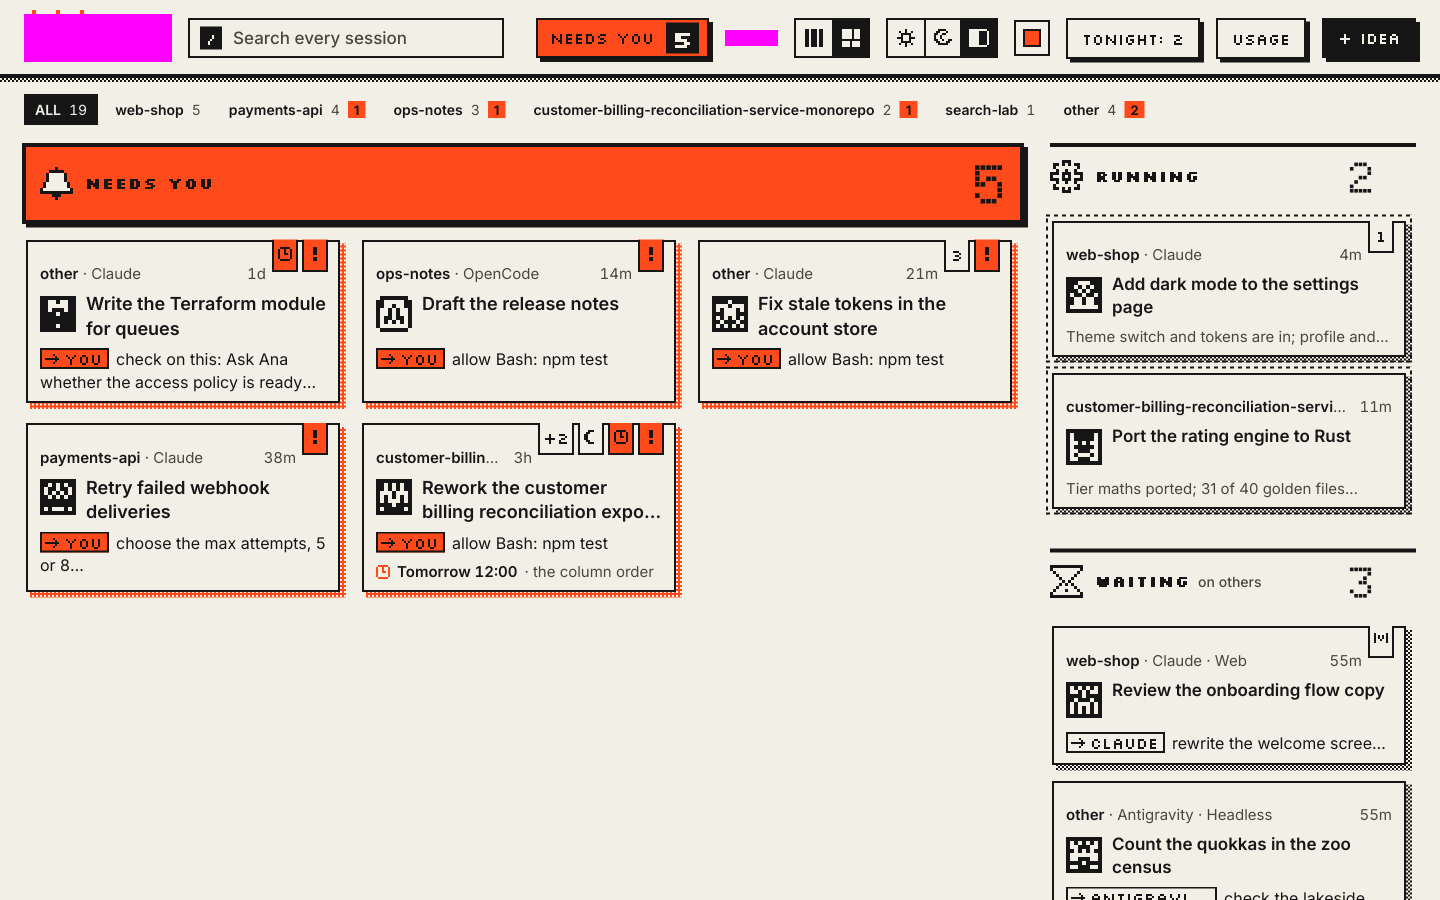 / Search every session
NEEDS YOU 5
TONIGHT: 2
USAGE
+ IDEA
ALL 19
web-shop 5
payments-api 4 1
ops-notes 3 1
customer-billing-reconciliation-service-monorepo 2 1
search-lab 1
other 4 2
NEEDS YOU 5
other · Claude 1d !
Write the Terraform module
for queues
→ YOU check on this: Ask Ana
whether the access policy is ready...
ops-notes · OpenCode 14m !
Draft the release notes
→ YOU allow Bash: npm test
other · Claude 21m 3 !
Fix stale tokens in the
account store
→ YOU allow Bash: npm test
payments-api · Claude 38m !
Retry failed webhook
deliveries
→ YOU choose the max attempts, 5
or 8...
customer-billin... 3h +2 !
Rework the customer
billing reconciliation expo...
→ YOU allow Bash: npm test
Tomorrow 12:00 · the column order
RUNNING 2
web-shop · Claude 4m 1
Add dark mode to the settings
page
Theme switch and tokens are in; profile and...
customer-billing-reconciliation-servi... 11m
Port the rating engine to Rust
Tier maths ported; 31 of 40 golden files...
WAITING on others 3
web-shop · Claude · Web 55m
Review the onboarding flow copy
→ CLAUDE rewrite the welcome scree...
other · Antigravity · Headless 55m
Count the quokkas in the zoo
census
→ ANTIGRAVI... check the lakeside